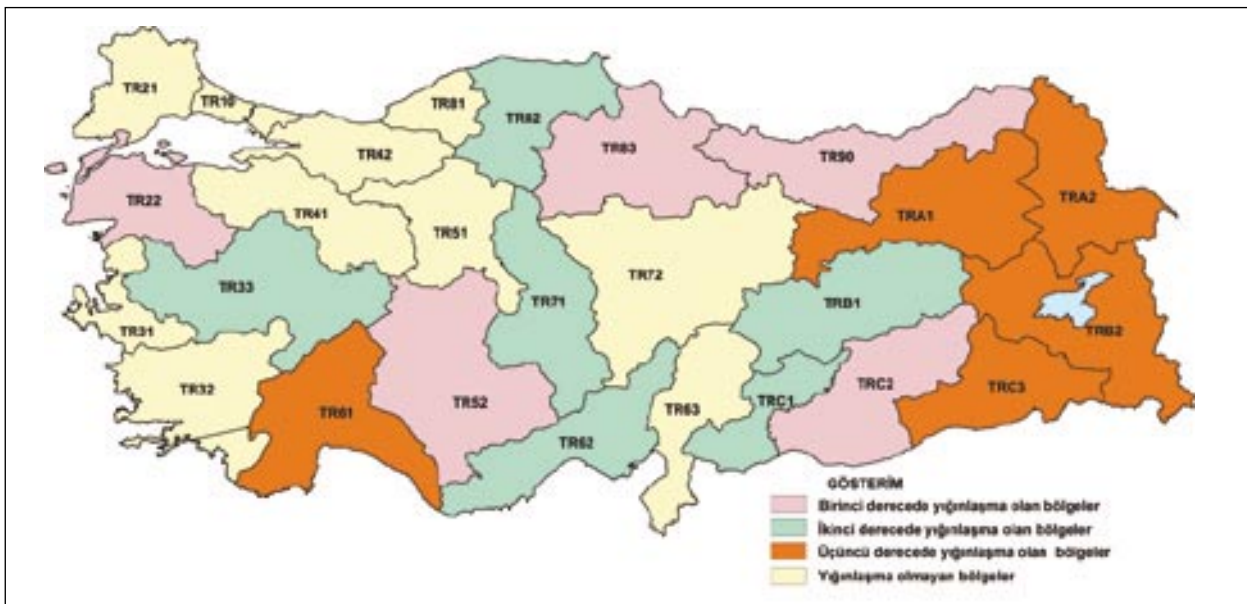 TR21
TR10
TR81
TR82
TR42
TR83
TR90
TR22
TR41
TR51
TRA1
TRA2
TR33
TR71
TR72
TRB1
TRB2
TR31
TR32
TR61
TR52
TR62
TR63
TRC1
TRC2
TRC3
GÖSTERİM
Birinci derecede yığınlaşma olan bölgeler
İkinci derecede yığınlaşma olan bölgeler
Üçüncü derecede yığınlaşma olan bölgeler
Yığınlaşma olmayan bölgeler